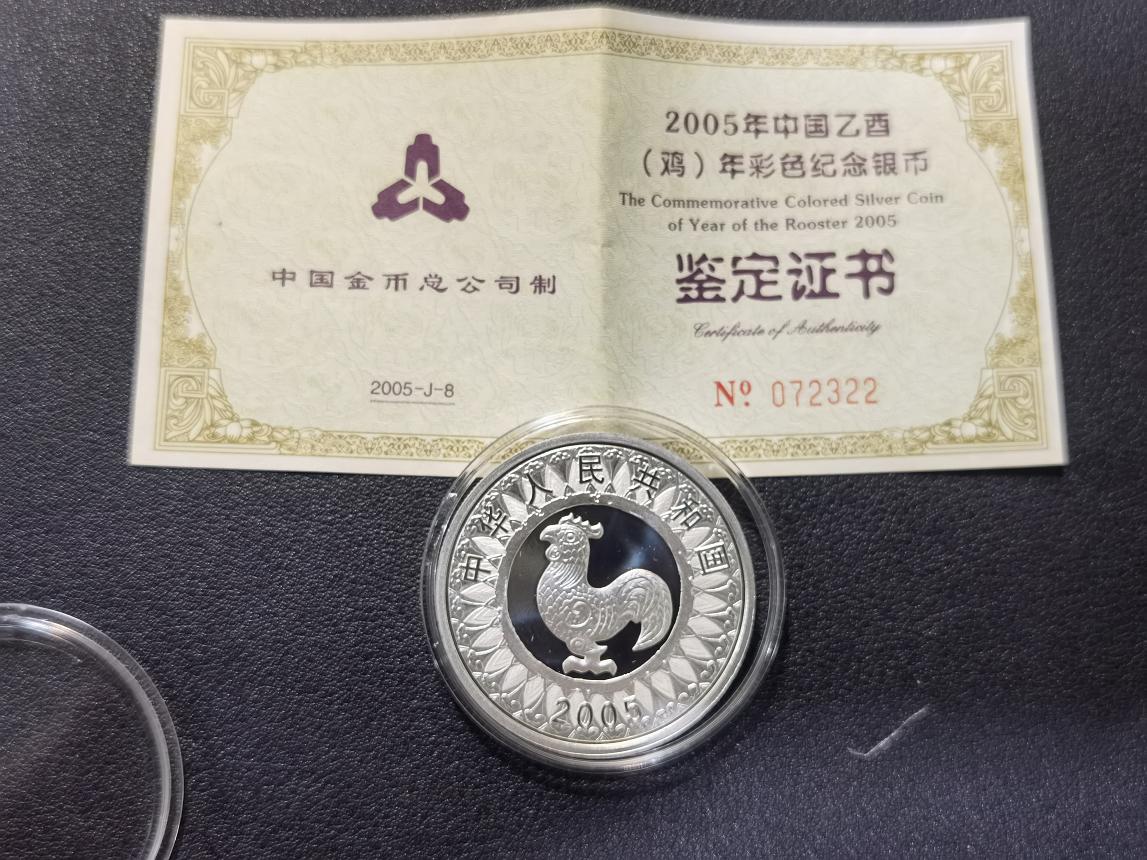 中国金币总公司制
2005-J-8
2005年中国乙酉
（鸡）年彩色纪念银币
The Commemorative Colored Silver Coin
of Year of the Rooster 2005
鉴定证书
Certificate of Authenticity
Nº 072322
中华人民共和国
2005